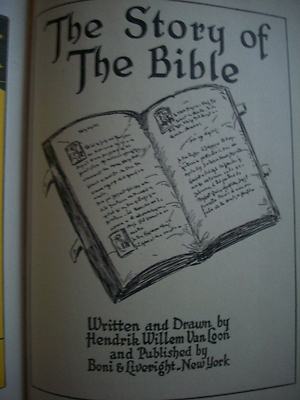 The Story of
The Bible
Written and Drawn by
Hendrik Willem Van Loon
and Published by
Boni & Liveright - New York